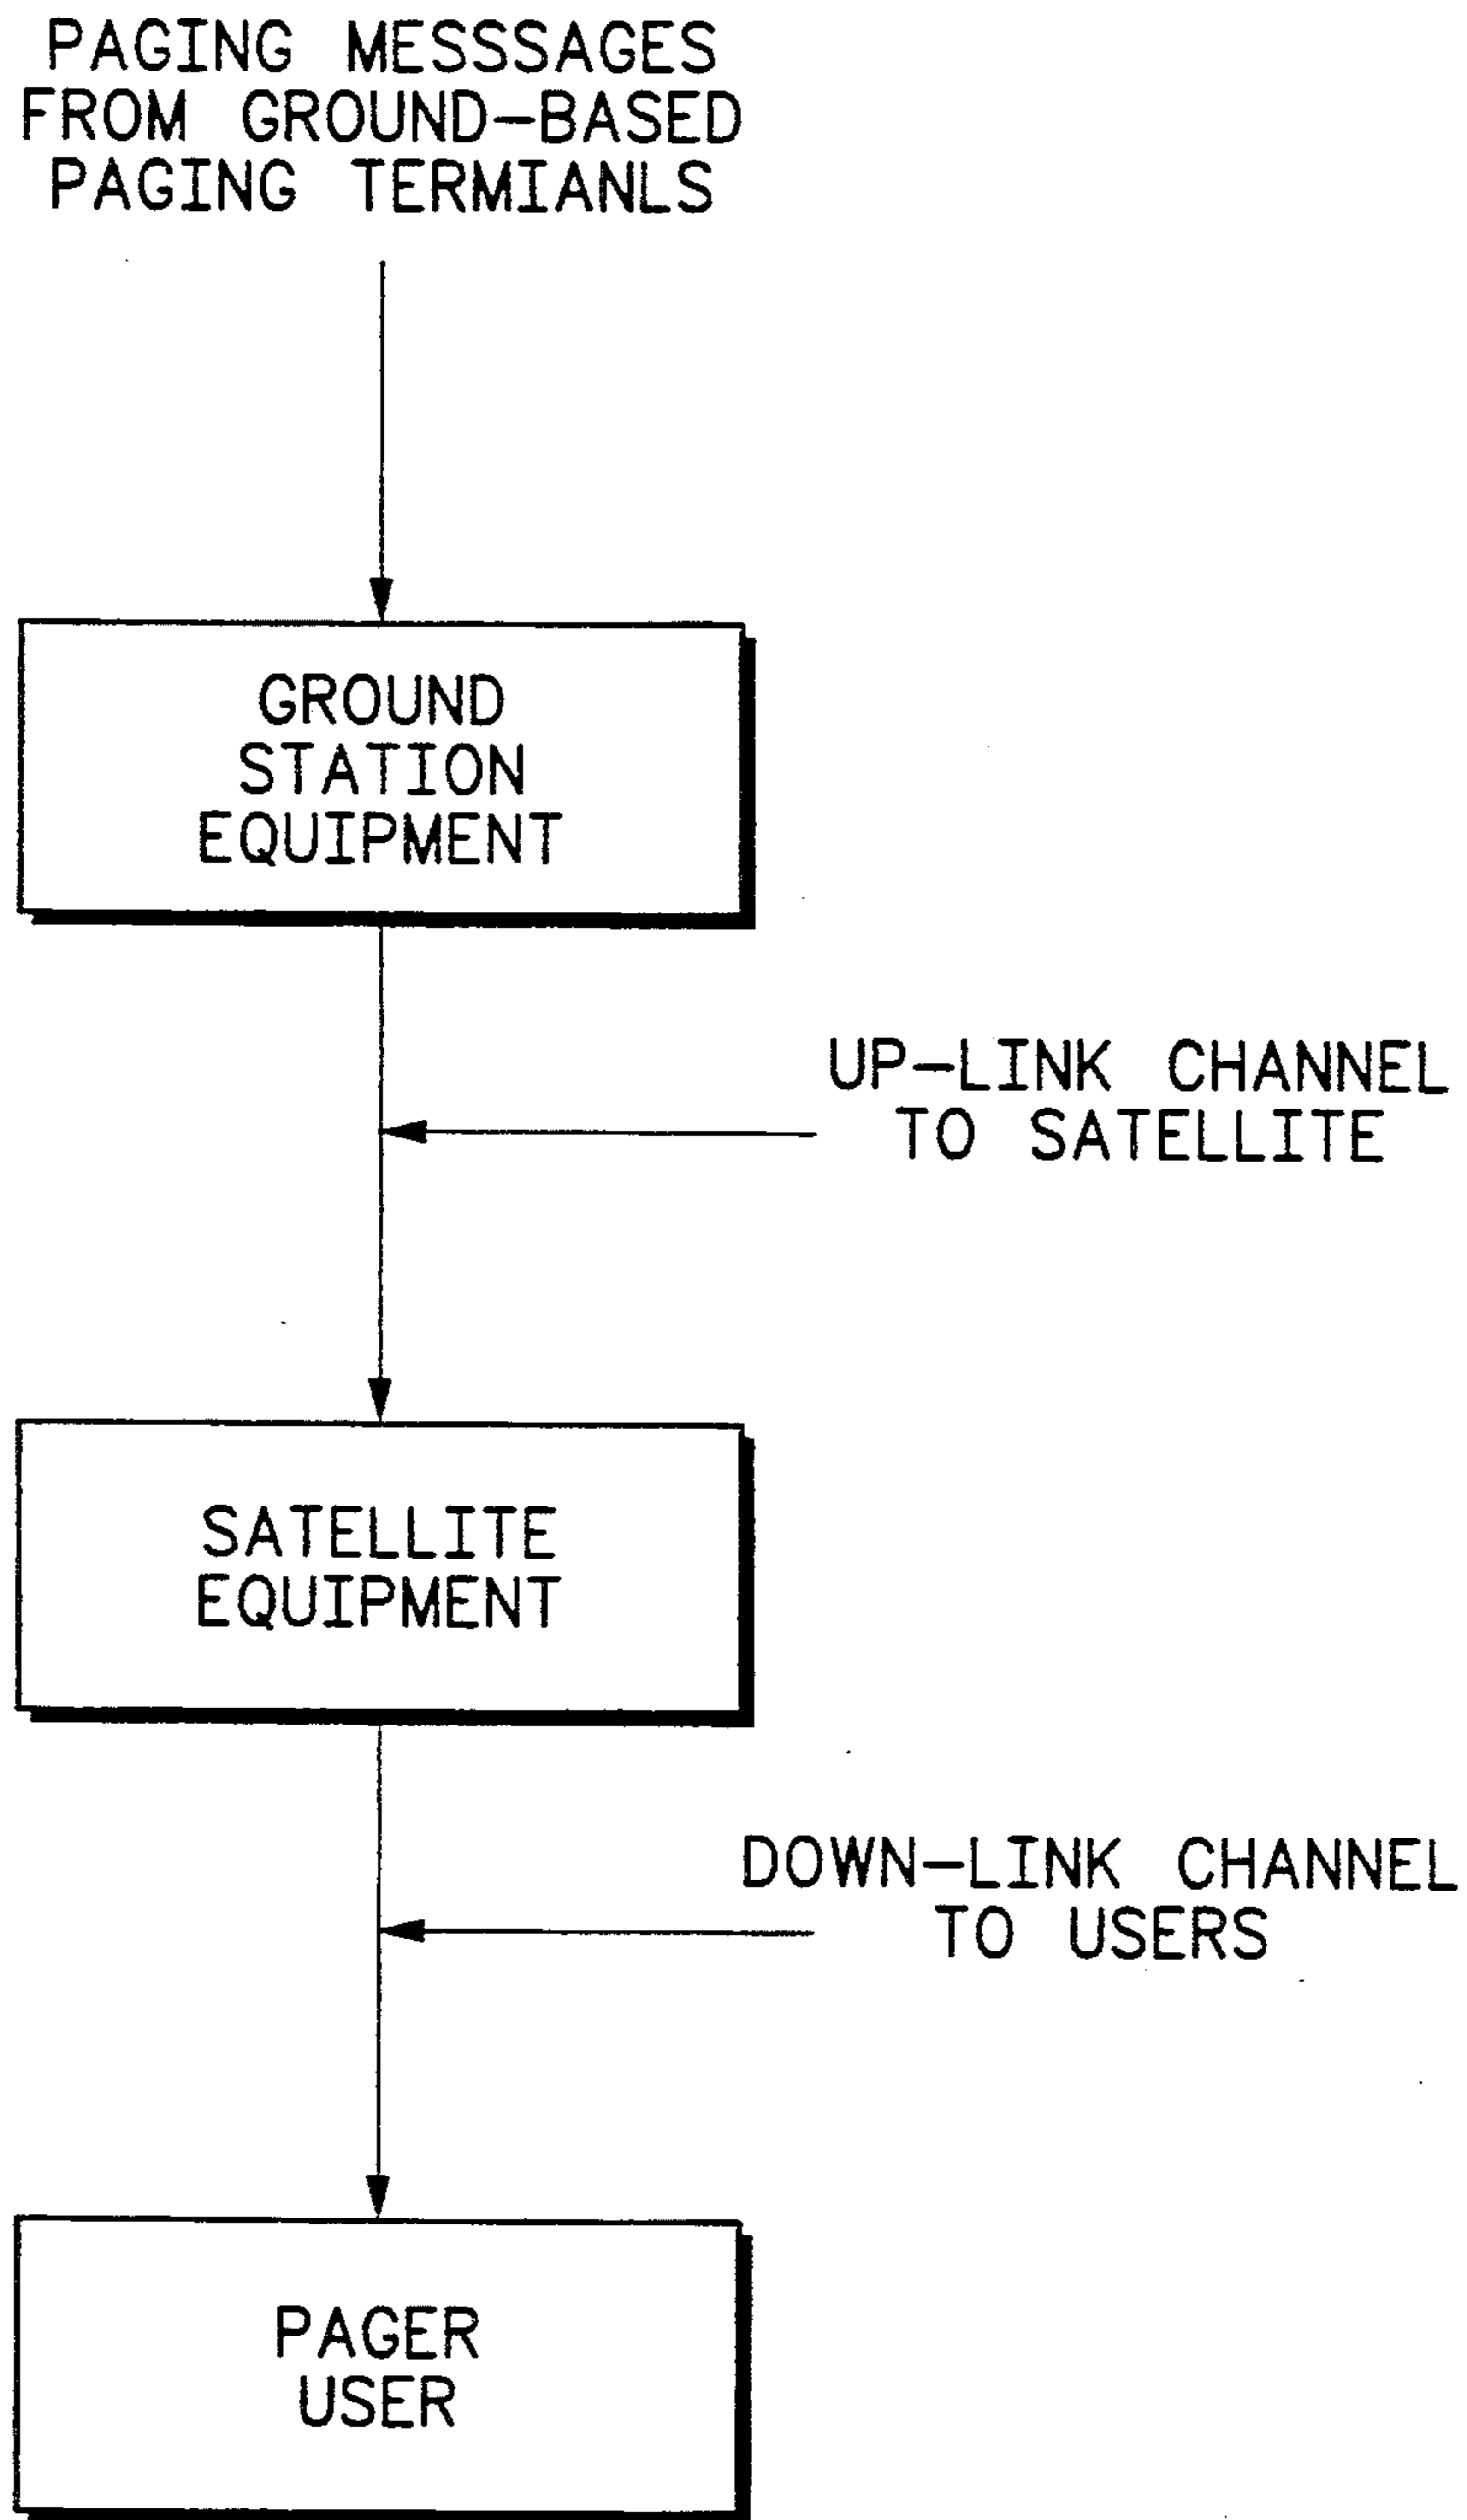 PAGING MESSSAGES
FROM GROUND-BASED
PAGING TERMIANLS
GROUND
STATION
EQUIPMENT
UP-LINK CHANNEL
TO SATELLITE
SATELLITE
EQUIPMENT
DOWN-LINK CHANNEL
TO USERS
PAGER
USER